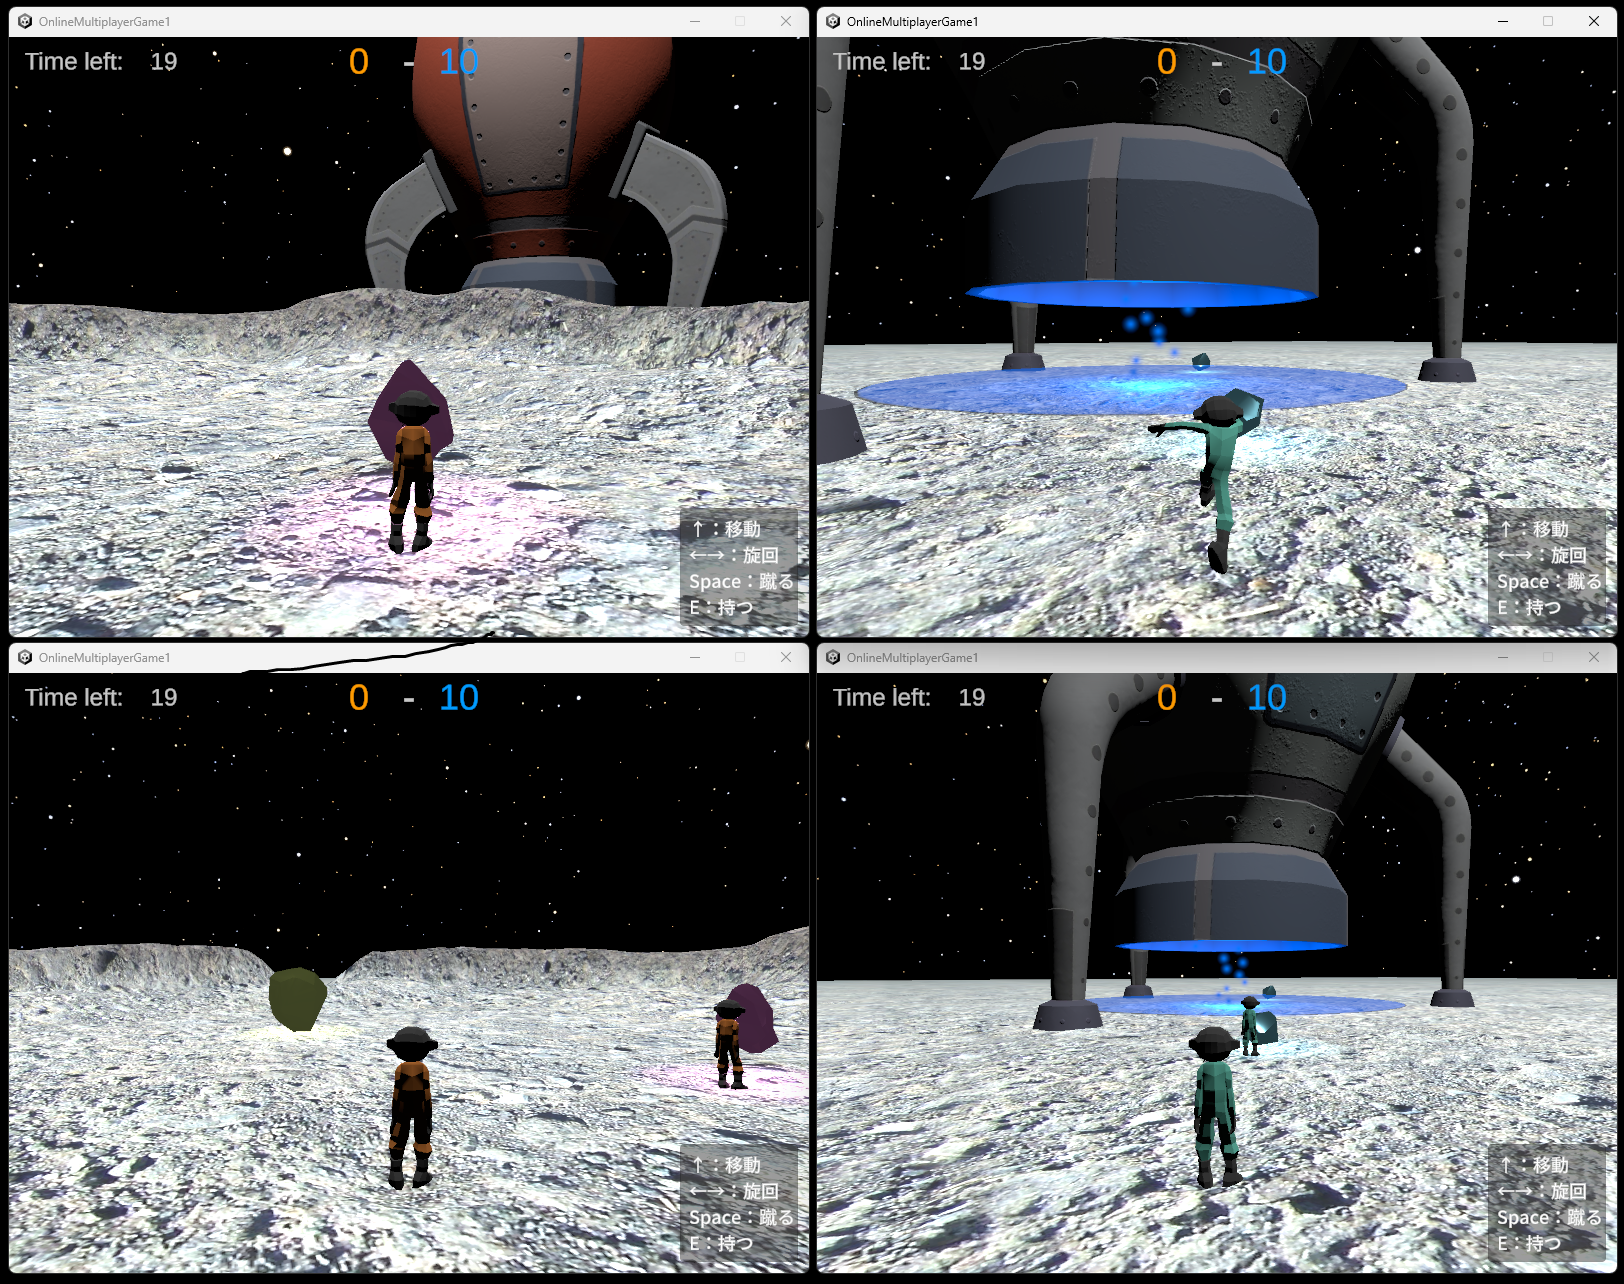 OnlineMultiplayerGame1
Time left: 19 0 - 10
↑：移動
←→：旋回
Space：蹴る
E：持つ
OnlineMultiplayerGame1
Time left: 19 0 - 10
↑：移動
←→：旋回
Space：蹴る
E：持つ
OnlineMultiplayerGame1
Time left: 19 0 - 10
↑：移動
←→：旋回
Space：蹴る
E：持つ
OnlineMultiplayerGame1
Time left: 19 0 - 10
↑：移動
←→：旋回
Space：蹴る
E：持つ